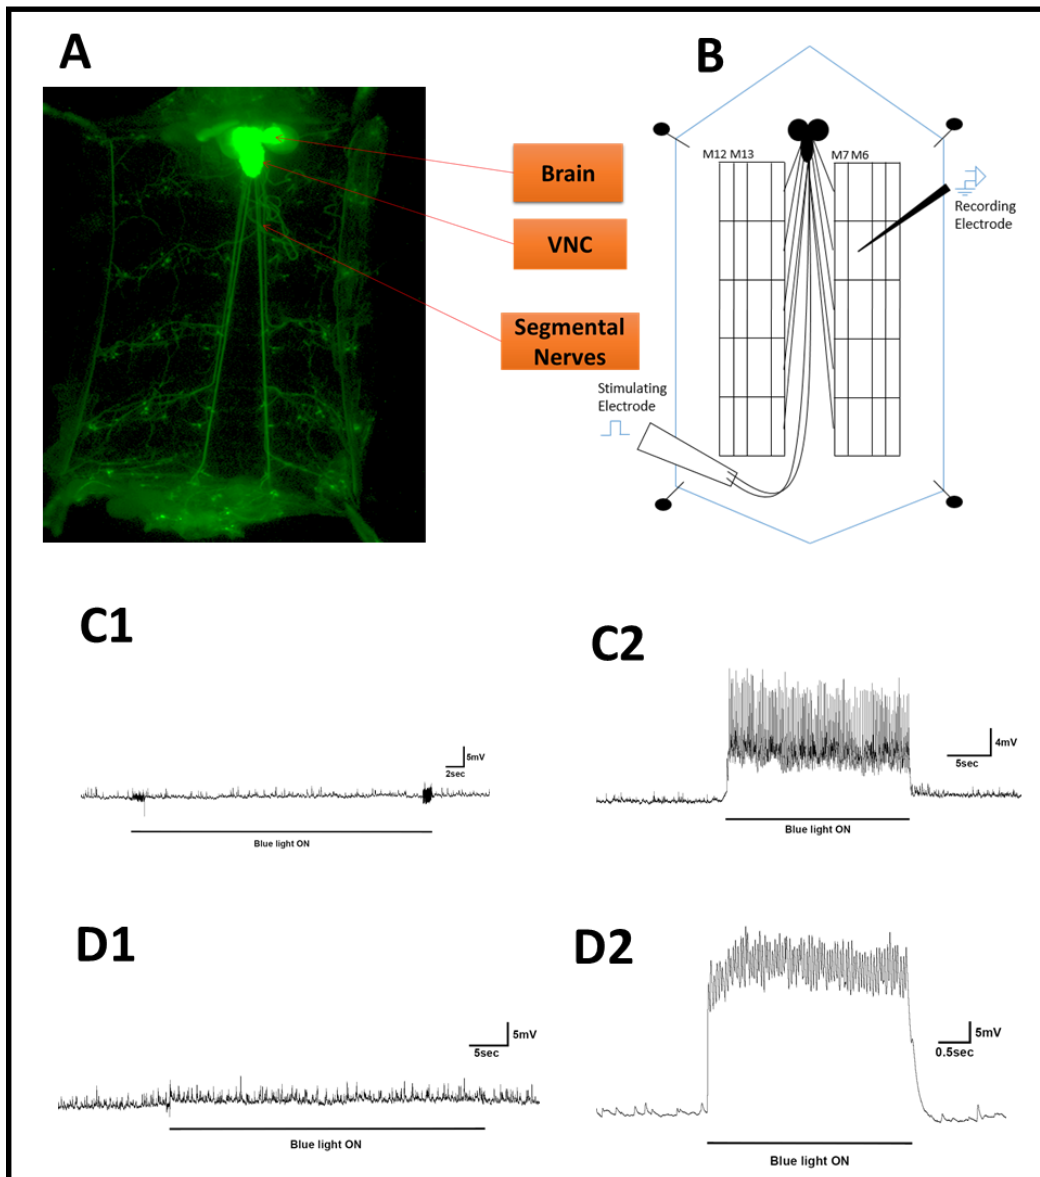 A
B
Brain
VNC
Segmental
Nerves
M12 M13
M7 M6
Recording
Electrode
Stimulating
Electrode
C1
5mV
2sec
Blue light ON
C2
4mV
5sec
Blue light ON
D1
5mV
5sec
Blue light ON
D2
5mV
0.5sec
Blue light ON